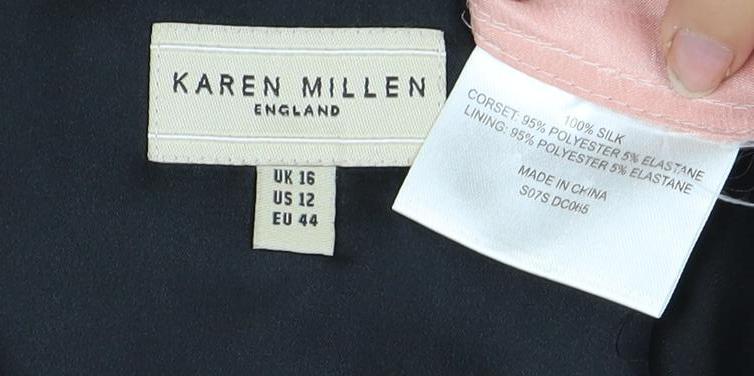 KAREN MILLEN
ENGLAND
UK 16
US 12
EU 44
100% SILK
CORSET: 95% POLYESTER 5% ELASTANE
LINING: 95% POLYESTER 5% ELASTANE
MADE IN CHINA
S07S DC065